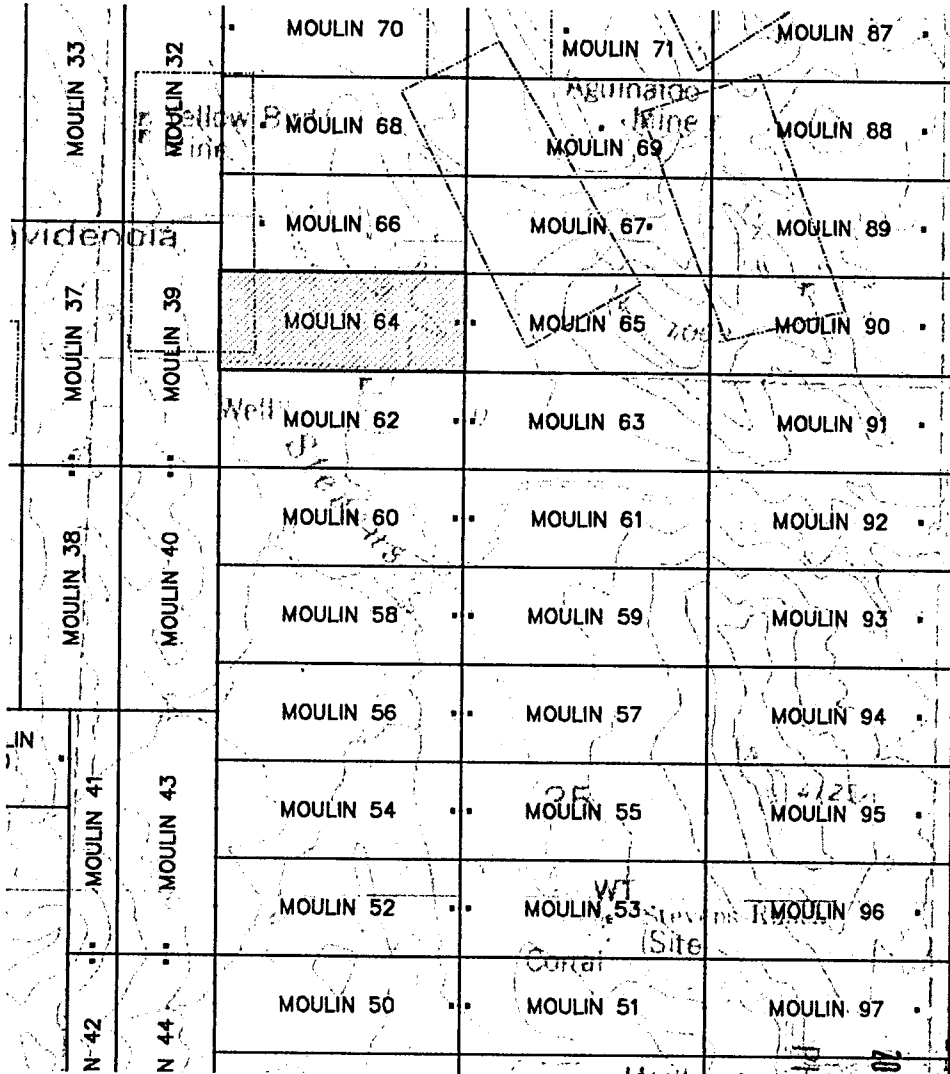 MOULIN 33
MOULIN 32
MOULIN 70
MOULIN 71
MOULIN 87
Aguinaldo
Mine
MOULIN 68
MOULIN 69
MOULIN 88
MOULIN 66
MOULIN 67
MOULIN 89
MOULIN 37
MOULIN 39
MOULIN 64
MOULIN 65
MOULIN 90
Well
MOULIN 62
MOULIN 63
MOULIN 91
MOULIN 38
MOULIN 40
MOULIN 60
MOULIN 61
MOULIN 92
MOULIN 58
MOULIN 59
MOULIN 93
LIN
MOULIN 56
MOULIN 57
MOULIN 94
MOULIN 41
MOULIN 43
MOULIN 54
MOULIN 55
MOULIN 95
WT
MOULIN 52
MOULIN 53
MOULIN 96
(Site
Corral
MOULIN 50
MOULIN 51
MOULIN 97
N 42
N 44